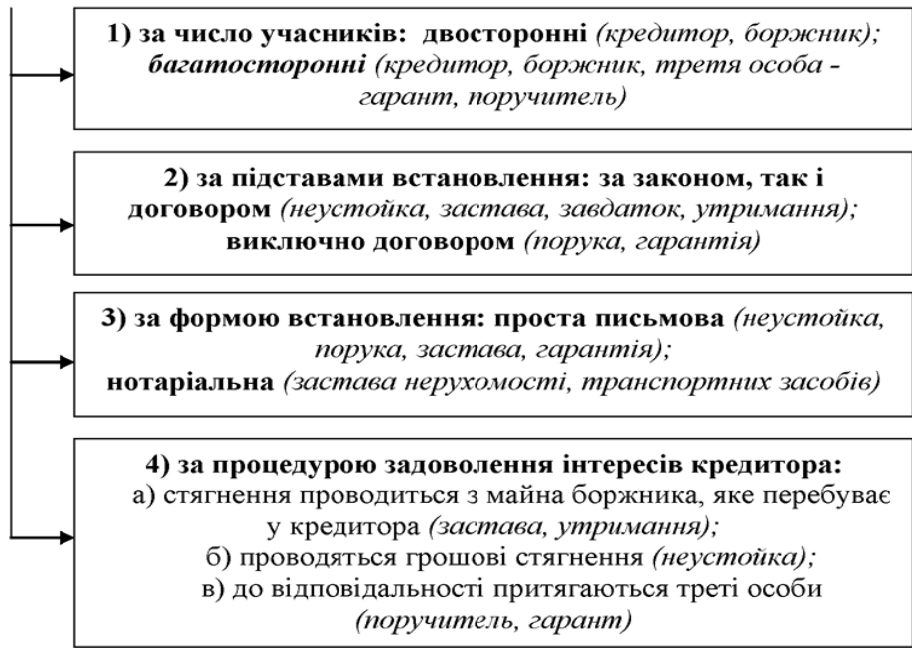 1) за число учасників: двосторонні (кредитор, боржник);
багатосторонні (кредитор, боржник, третя особа -
гарант, поручитель)
2) за підставами встановлення: за законом, так і
договором (неустойка, застава, завдаток, утримання);
виключно договором (порука, гарантія)
3) за формою встановлення: проста письмова (неустойка,
порука, застава, гарантія);
нотаріальна (застава нерухомості, транспортних засобів)
4) за процедурою задоволення інтересів кредитора:
а) стягнення проводиться з майна боржника, яке перебуває
у кредитора (застава, утримання);
б) проводяться грошові стягнення (неустойка);
в) до відповідальності притягаються треті особи
(поручитель, гарант)